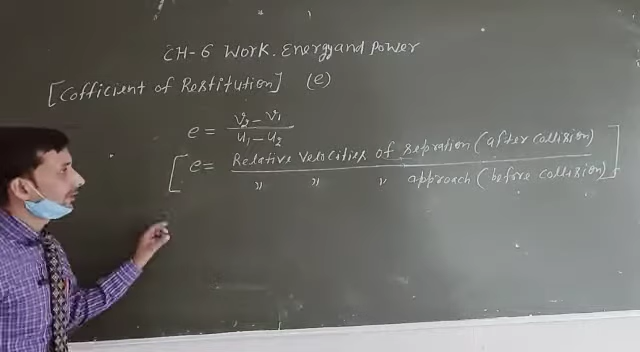 CH-6 Work. Energy and Power
[Cofficient of Restitution] (e)
e = v₂ - v₁ / u₁ - u₂
[e = Relative Velocities of sepration (after collision) /
" " " approach (before collision)]